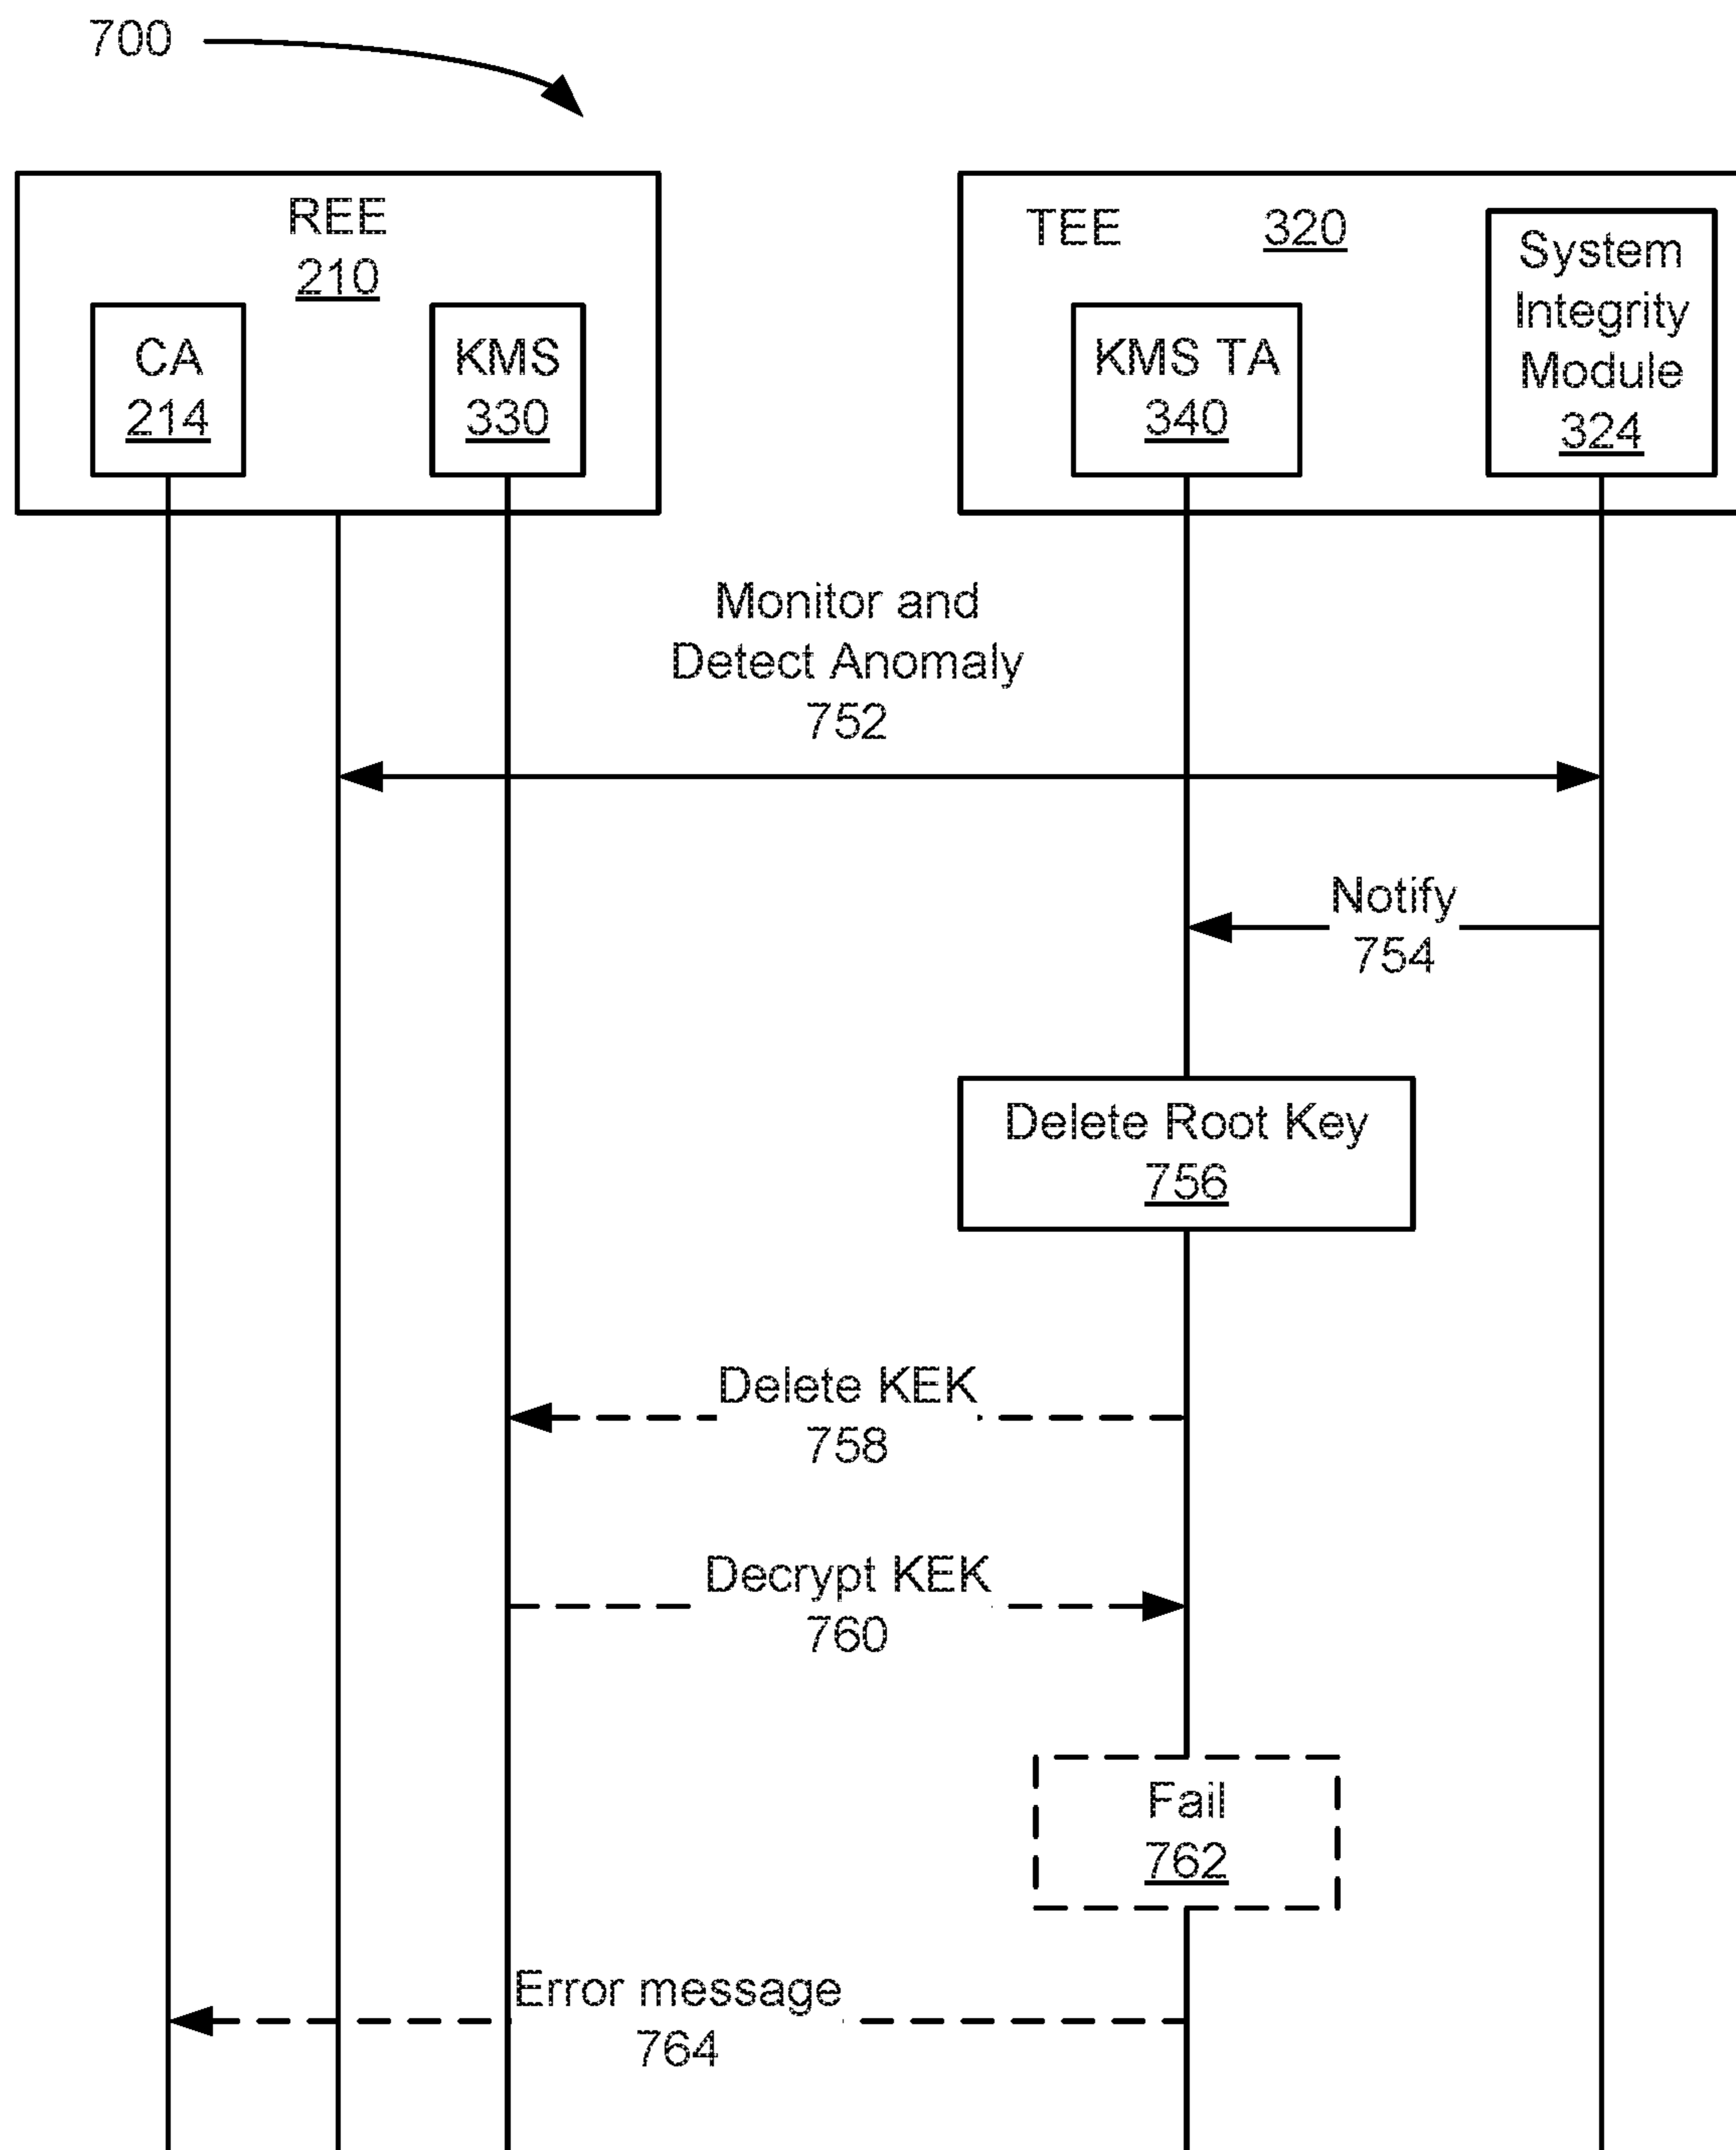 700
REE
210
CA
214
KMS
330
TEE
320
KMS TA
340
System
Integrity
Module
324
Monitor and
Detect Anomaly
752
Notify
754
Delete Root Key
756
Delete KEK
758
Decrypt KEK
760
Fail
762
Error message
764